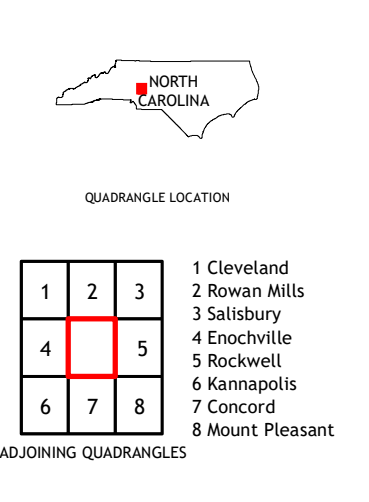 NORTH
CAROLINA
QUADRANGLE LOCATION
1 2 3
4 5
6 7 8
1 Cleveland
2 Rowan Mills
3 Salisbury
4 Enochville
5 Rockwell
6 Kannapolis
7 Concord
8 Mount Pleasant
ADJOINING QUADRANGLES